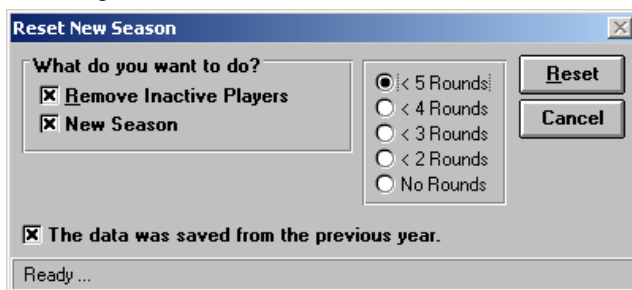 Reset New Season
What do you want to do?
Remove Inactive Players
New Season
< 5 Rounds
< 4 Rounds
< 3 Rounds
< 2 Rounds
No Rounds
Reset
Cancel
The data was saved from the previous year.
Ready ...